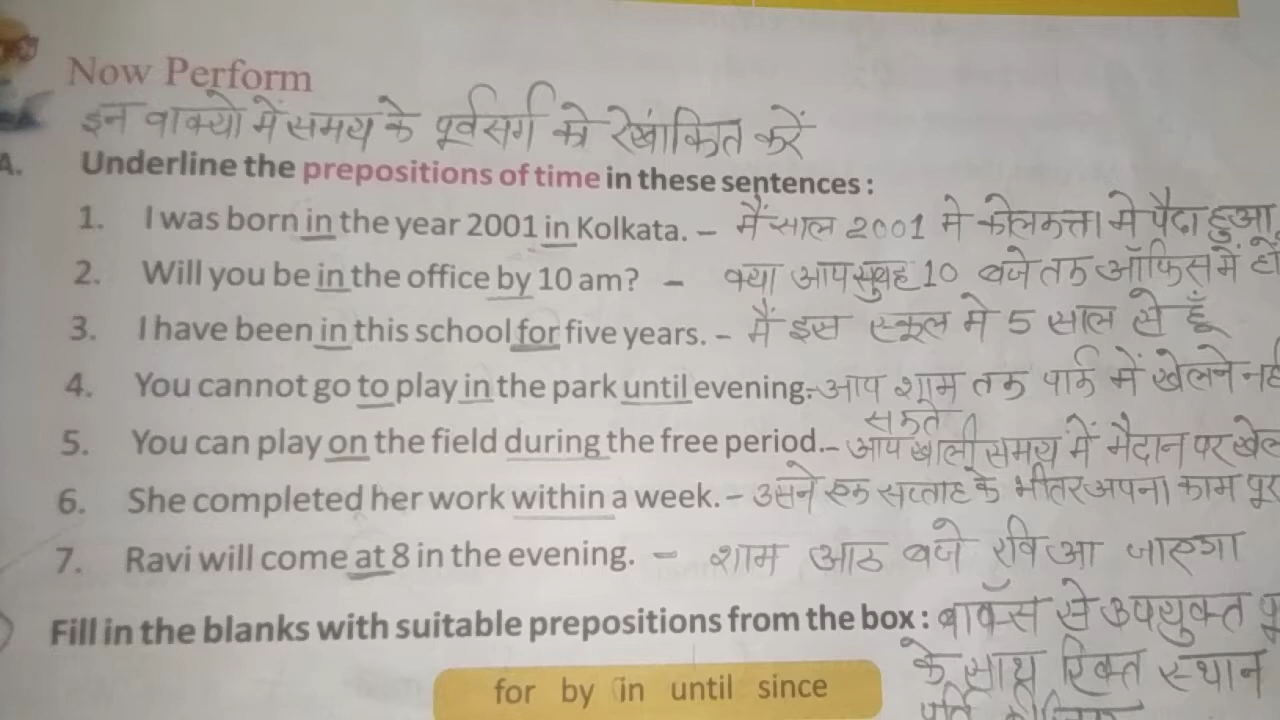 Now Perform
इन वाक्यो में समय के पूर्वसर्ग को रेखांकित करें
A. Underline the prepositions of time in these sentences :
1. I was born in the year 2001 in Kolkata. – मैं साल 2001 मे कोलकत्ता मे पैदा हुआ
2. Will you be in the office by 10 am? – क्या आप सुबह 10 बजे तक ऑफिस में
3. I have been in this school for five years. – मैं इस स्कूल मे 5 साल से हूँ
4. You cannot go to play in the park until evening. – आप शाम तक पार्क में खेलने
सकते
5. You can play on the field during the free period. – आप खाली समय में मैदान पर
6. She completed her work within a week. – उसने एक सप्ताह के भीतर अपना काम
7. Ravi will come at 8 in the evening. – शाम आठ बजे रवि आ जाएगा
Fill in the blanks with suitable prepositions from the box : बाक्स से उपयुक्त
के साथ रिक्त स्थान
for by in until since